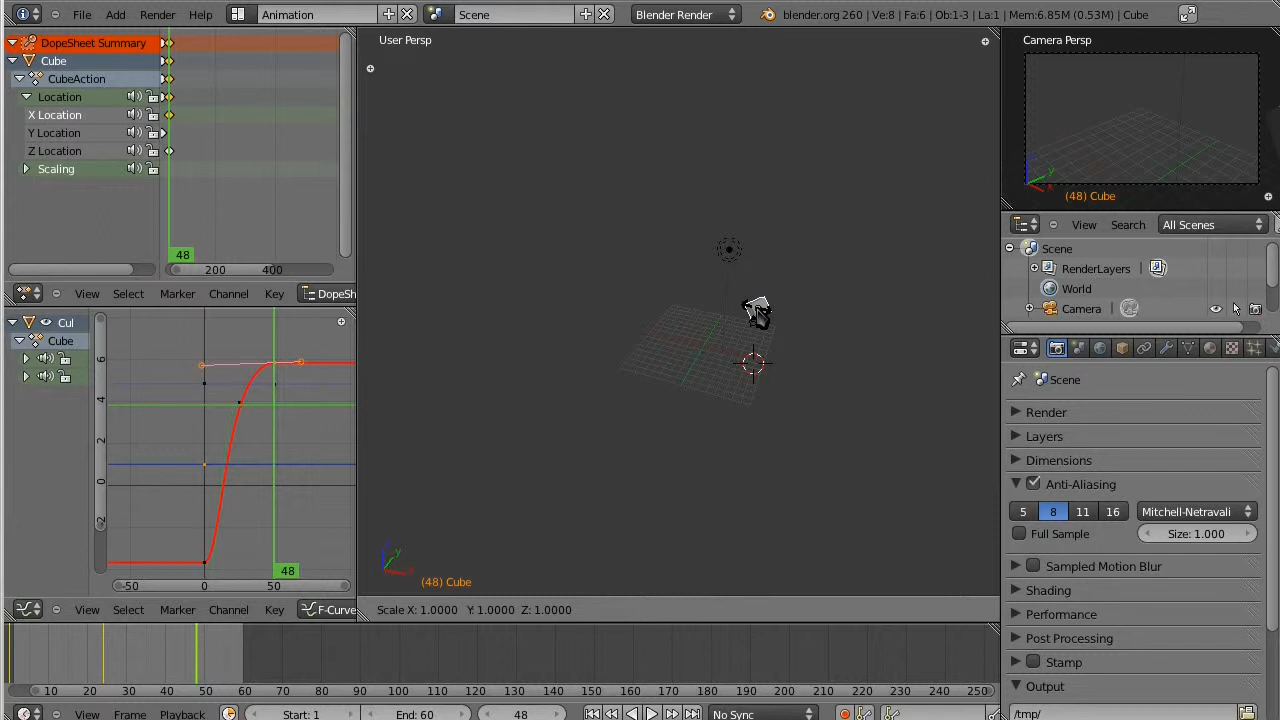 File Add Render Help Animation Scene Blender Render blender.org 260 | Ve:8 | Fa:6 | Ob:1-3 | La:1 | Mem:6.85M (0.53M) | Cube
DopeSheet Summary
Cube
CubeAction
Location
X Location
Y Location
Z Location
Scaling
48
200 400
View Select Marker Channel Key DopeSh
Cul
Cube
6
4
2
0
-2
48
-50 0 50
View Select Marker Channel Key F-Curve
User Persp
(48) Cube
Scale X: 1.0000 Y: 1.0000 Z: 1.0000
Camera Persp
(48) Cube
View Search All Scenes
Scene
RenderLayers
World
Camera
Scene
Render
Layers
Dimensions
Anti-Aliasing
5 8 11 16 Mitchell-Netravali
Full Sample Size: 1.000
Sampled Motion Blur
Shading
Performance
Post Processing
Stamp
Output
/tmp/
10 20 30 40 50 60 70 80 90 100 110 120 130 140 150 160 170 180 190 200 210 220 230 240 250
View Frame Playback Start: 1 End: 60 48 No Sync